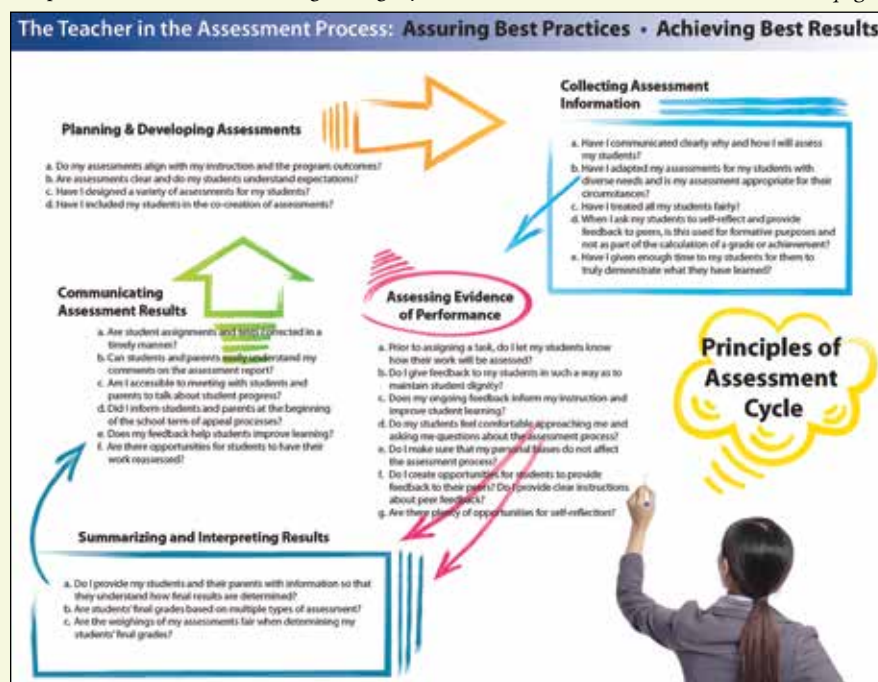 The Teacher in the Assessment Process: Assuring Best Practices • Achieving Best Results
Planning & Developing Assessments
a. Do my assessments align with my instruction and the program outcomes?
b. Are assessments clear and do my students understand expectations?
c. Have I designed a variety of assessments for my students?
d. Have I included my students in the co-creation of assessments?
Collecting Assessment
Information
a. Have I communicated clearly why and how I will assess
my students?
b. Have I adapted my assessments for my students with
diverse needs and is my assessment appropriate for their
circumstances?
c. Have I treated all my students fairly?
d. When I ask my students to self-reflect and provide
feedback to peers, is this used for formative purposes and
not as part of the calculation of a grade or achievement?
e. Have I given enough time to my students for them to
truly demonstrate what they have learned?
Assessing Evidence
of Performance
a. Prior to assigning a task, do I let my students know
how their work will be assessed?
b. Do I give feedback to my students in such a way as to
maintain student dignity?
c. Does my ongoing feedback inform my instruction and
improve student learning?
d. Do my students feel comfortable approaching me and
asking me questions about the assessment process?
e. Do I make sure that my personal biases do not affect
the assessment process?
f. Do I create opportunities for students to provide
feedback to their peers? Do I provide clear instructions
about peer feedback?
g. Are there plenty of opportunities for self-reflection?
Summarizing and Interpreting Results
a. Do I provide my students and their parents with information so that
they understand how final results are determined?
b. Are students' final grades based on multiple types of assessment?
c. Are the weighings of my assessments fair when determining my
students' final grades?
Communicating
Assessment Results
a. Are student assignments and tests corrected in a
timely manner?
b. Can students and parents easily understand my
comments on the assessment report?
c. Am I accessible to meeting with students and
parents to talk about student progress?
d. Did I inform students and parents at the beginning
of the school term of appeal processes?
e. Does my feedback help students improve learning?
f. Are there opportunities for students to have their
work reassessed?
Principles of
Assessment
Cycle